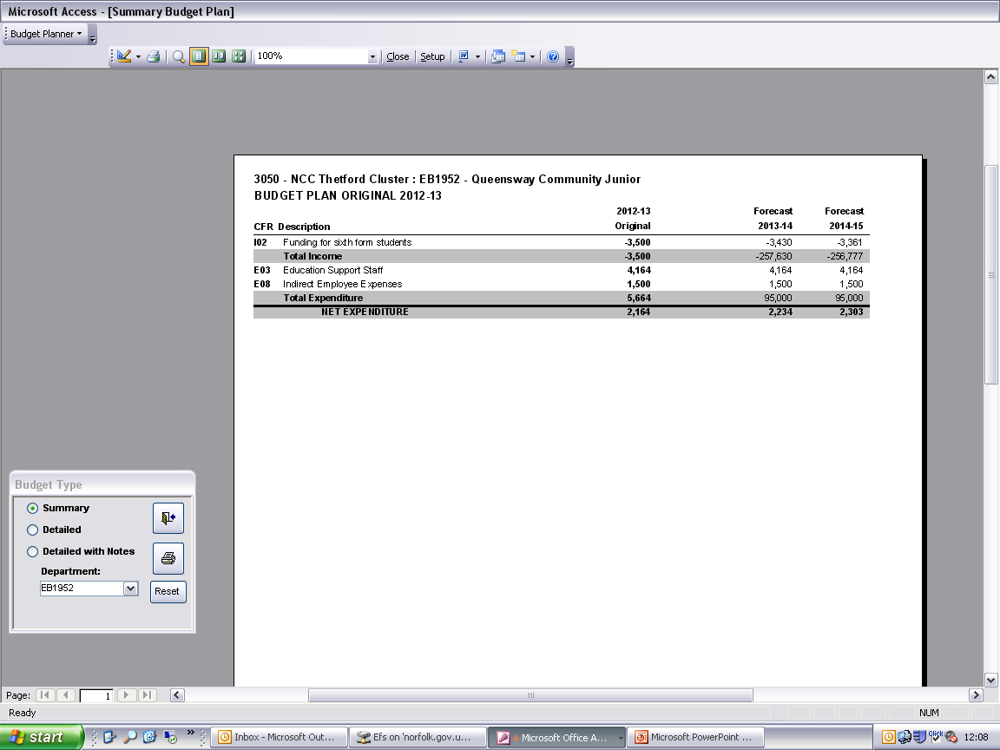 Microsoft Access - [Summary Budget Plan]
Budget Planner
100% Close Setup
3050 - NCC Thetford Cluster : EB1952 - Queensway Community Junior
BUDGET PLAN ORIGINAL 2012-13
2012-13 Forecast Forecast
CFR Description Original 2013-14 2014-15
I02 Funding for sixth form students -3,500 -3,430 -3,361
Total Income -3,500 -257,630 -256,777
E03 Education Support Staff 4,164 4,164 4,164
E08 Indirect Employee Expenses 1,500 1,500 1,500
Total Expenditure 5,664 95,000 95,000
NET EXPENDITURE 2,164 2,234 2,303
Budget Type
Summary
Detailed
Detailed with Notes
Department:
EB1952
Reset
Page: 1
Ready NUM
start Inbox - Microsoft Out... Efs on 'norfolk.gov.u... Microsoft Office A... Microsoft PowerPoint ... Click 12:08